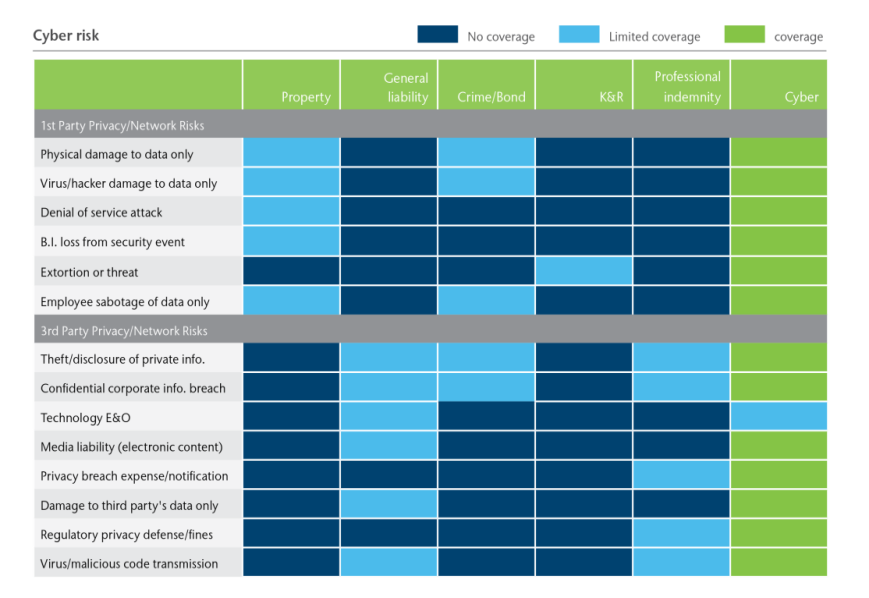 Cyber risk
No coverage
Limited coverage
coverage
Property
General
liability
Crime/Bond
K&R
Professional
indemnity
Cyber
1st Party Privacy/Network Risks
Physical damage to data only
Virus/hacker damage to data only
Denial of service attack
B.I. loss from security event
Extortion or threat
Employee sabotage of data only
3rd Party Privacy/Network Risks
Theft/disclosure of private info.
Confidential corporate info. breach
Technology E&O
Media liability (electronic content)
Privacy breach expense/notification
Damage to third party's data only
Regulatory privacy defense/fines
Virus/malicious code transmission